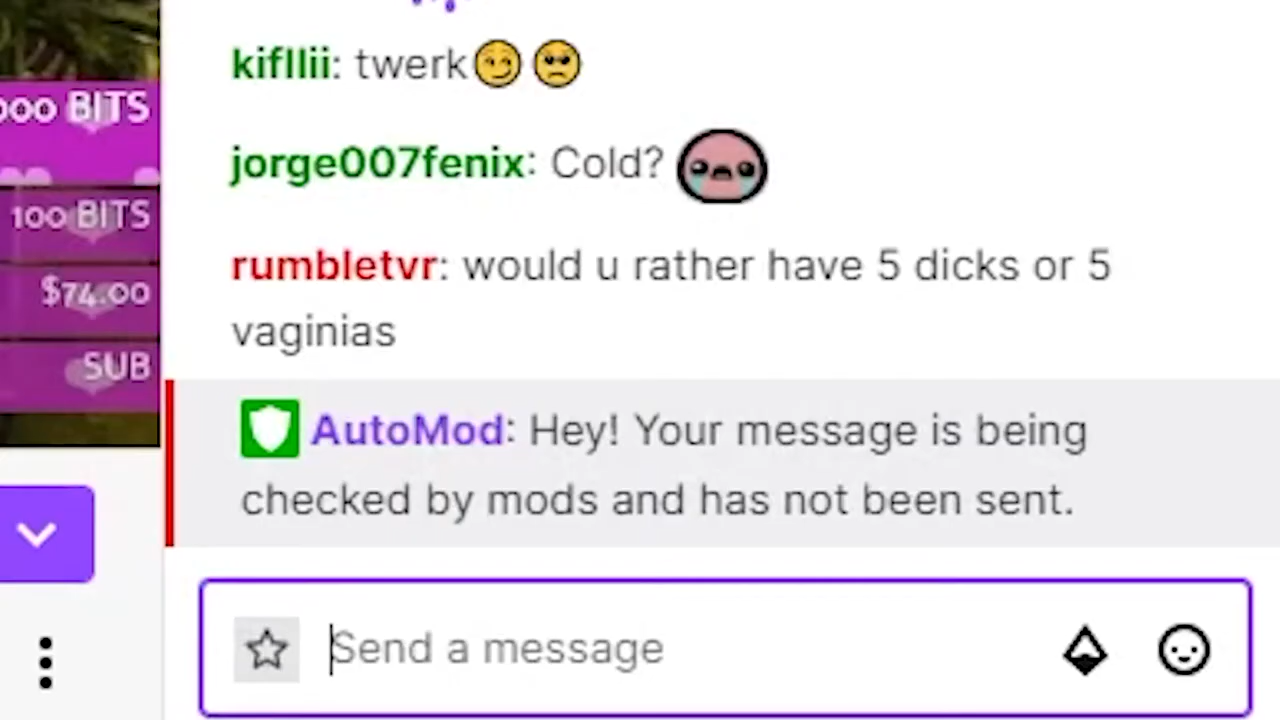 000 BITS
100 BITS
$74.00
SUB
kifllii: twerk😏🥺
jorge007fenix: Cold?
rumbletvr: would u rather have 5 dicks or 5
vaginias
AutoMod: Hey! Your message is being
checked by mods and has not been sent.
Send a message